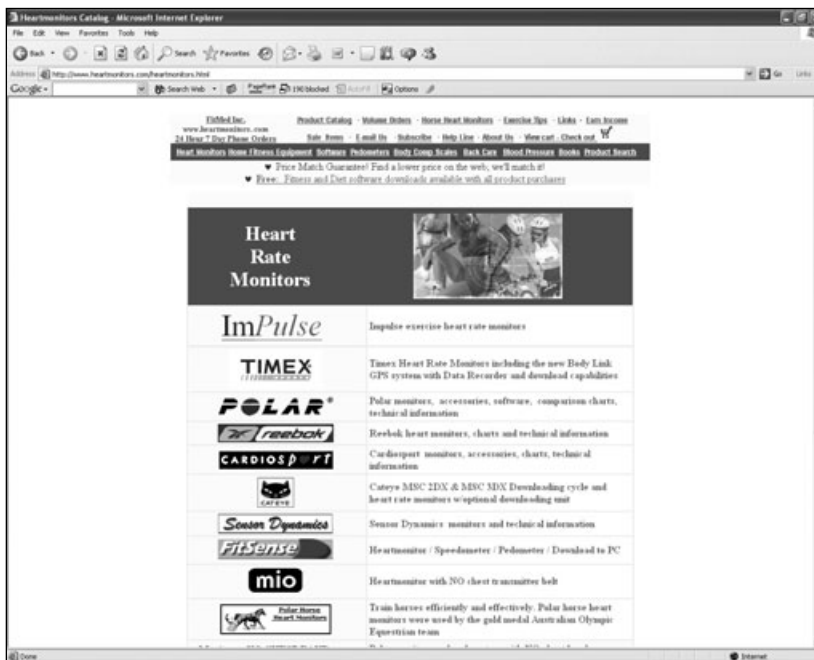 Heartmonitors Catalog - Microsoft Internet Explorer
File Edit View Favorites Tools Help
Back Search Favorites
Address http://www.heartmonitors.com/heartmonitors.html Go Links
Google Search Web PageRank 190 blocked AutoFill Options
FitMed Inc.
www.heartmonitors.com
24 Hour 7 Day Phone Orders
Product Catalog - Volume Orders - Horse Heart Monitors - Exercise Tips - Links - Earn Income
Sale Items - E.mail Us - Subscribe - Help Line - About Us - View cart - Check out
Heart Monitors Home Fitness Equipment Software Pedometers Body Comp.Scales Back Care Blood Pressure Books Product Search
♥ Price Match Guarantee! Find a lower price on the web, we'll match it!
♥ Free: Fitness and Diet software downloads available with all product purchases
Heart
Rate
Monitors
ImPulse
Impulse exercise heart rate monitors
TIMEX
Timex Heart Rate Monitors including the new Body Link
GPS system with Data Recorder and download capabilities
POLAR®
Polar monitors, accessories, software, comparison charts,
technical information
Reebok
Reebok heart monitors, charts and technical information
CARDIOSPORT
Cardiosport monitors, accessories, charts, technical
information
CATEYE
Cateye MSC 2DX & MSC 3DX Downloading cycle and
heart rate monitors w/optional downloading unit
Sensor Dynamics
Sensor Dynamics monitors and technical information
FitSense
Heartmonitor / Speedometer / Pedometer / Download to PC
mio
Heartmonitor with NO chest transmitter belt
Polar Horse
Heart Monitors
Train horses efficiently and effectively. Polar horse heart
monitors were used by the gold medal Australian Olympic
Equestrian team
Done Internet